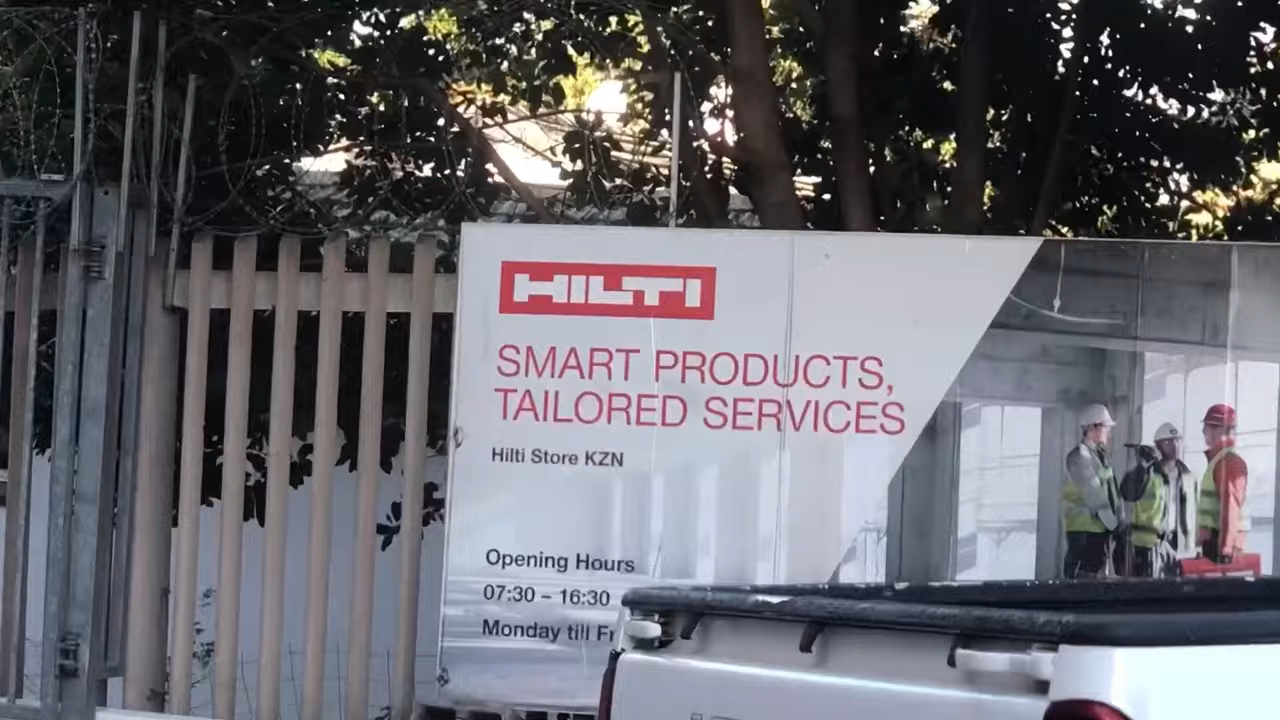 HILTI
SMART PRODUCTS,
TAILORED SERVICES
Hilti Store KZN
Opening Hours
07:30 – 16:30
Monday till